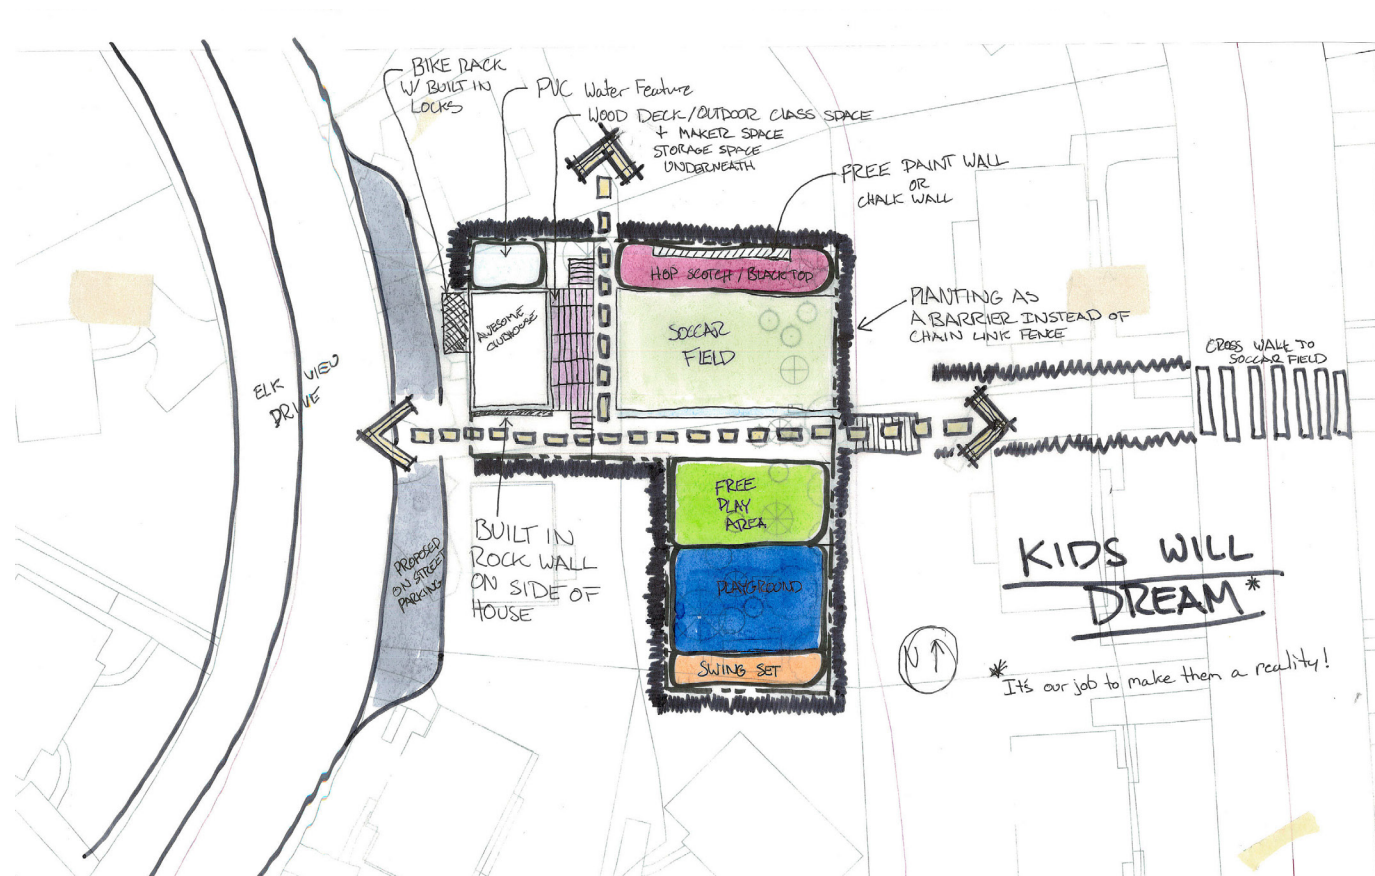 BIKE RACK
W/ BUILT IN
LOCKS
PVC Water Feature
WOOD DECK/OUTDOOR CLASS SPACE
+ MAKER SPACE
STORAGE SPACE
UNDERNEATH
FREE PAINT WALL
OR
CHALK WALL
HOP SCOTCH / BLACKTOP
AWESOME
CLUBHOUSE
SOCCAR
FIELD
PLANTING AS
A BARRIER INSTEAD OF
CHAIN LINK FENCE
CROSS WALK TO
SOCCAR FIELD
ELK VIEW
DRIVE
FREE
PLAY
AREA
BUILT IN
ROCK WALL
ON SIDE OF
HOUSE
PROPOSED
ON STREET
PARKING
PLAYGROUND
SWING SET
KIDS WILL
DREAM*
N
* It's our job to make them a reality!